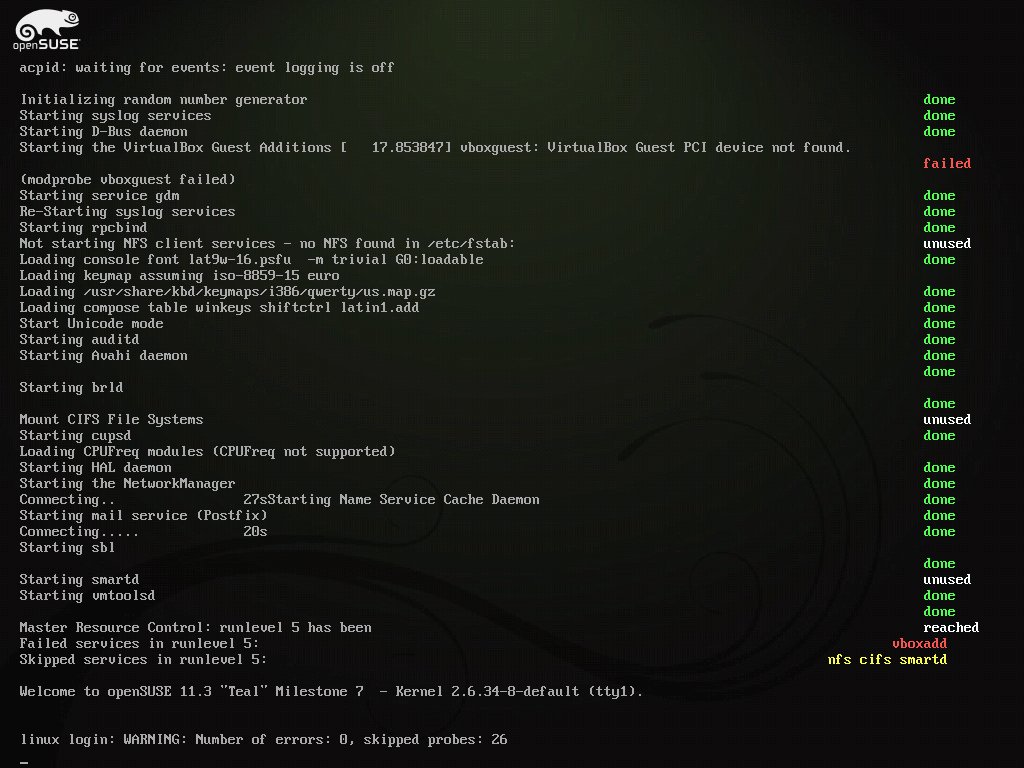 openSUSE
acpid: waiting for events: event logging is off
Initializing random number generator done
Starting syslog services done
Starting D-Bus daemon done
Starting the VirtualBox Guest Additions [   17.853847] vboxguest: VirtualBox Guest PCI device not found.
failed
(modprobe vboxguest failed)
Starting service gdm done
Re-Starting syslog services done
Starting rpcbind done
Not starting NFS client services - no NFS found in /etc/fstab: unused
Loading console font lat9w-16.psfu  -m trivial G0:loadable done
Loading keymap assuming iso-8859-15 euro
Loading /usr/share/kbd/keymaps/i386/qwerty/us.map.gz done
Loading compose table winkeys shiftctrl latin1.add done
Start Unicode mode done
Starting auditd done
Starting Avahi daemon done
done
Starting brld
done
Mount CIFS File Systems unused
Starting cupsd done
Loading CPUFreq modules (CPUFreq not supported)
Starting HAL daemon done
Starting the NetworkManager done
Connecting.. 27sStarting Name Service Cache Daemon done
Starting mail service (Postfix) done
Connecting..... 20s done
Starting sbl
done
Starting smartd unused
Starting vmtoolsd done
done
Master Resource Control: runlevel 5 has been reached
Failed services in runlevel 5: vboxadd
Skipped services in runlevel 5: nfs cifs smartd
Welcome to openSUSE 11.3 "Teal" Milestone 7  - Kernel 2.6.34-8-default (tty1).
linux login: WARNING: Number of errors: 0, skipped probes: 26
_